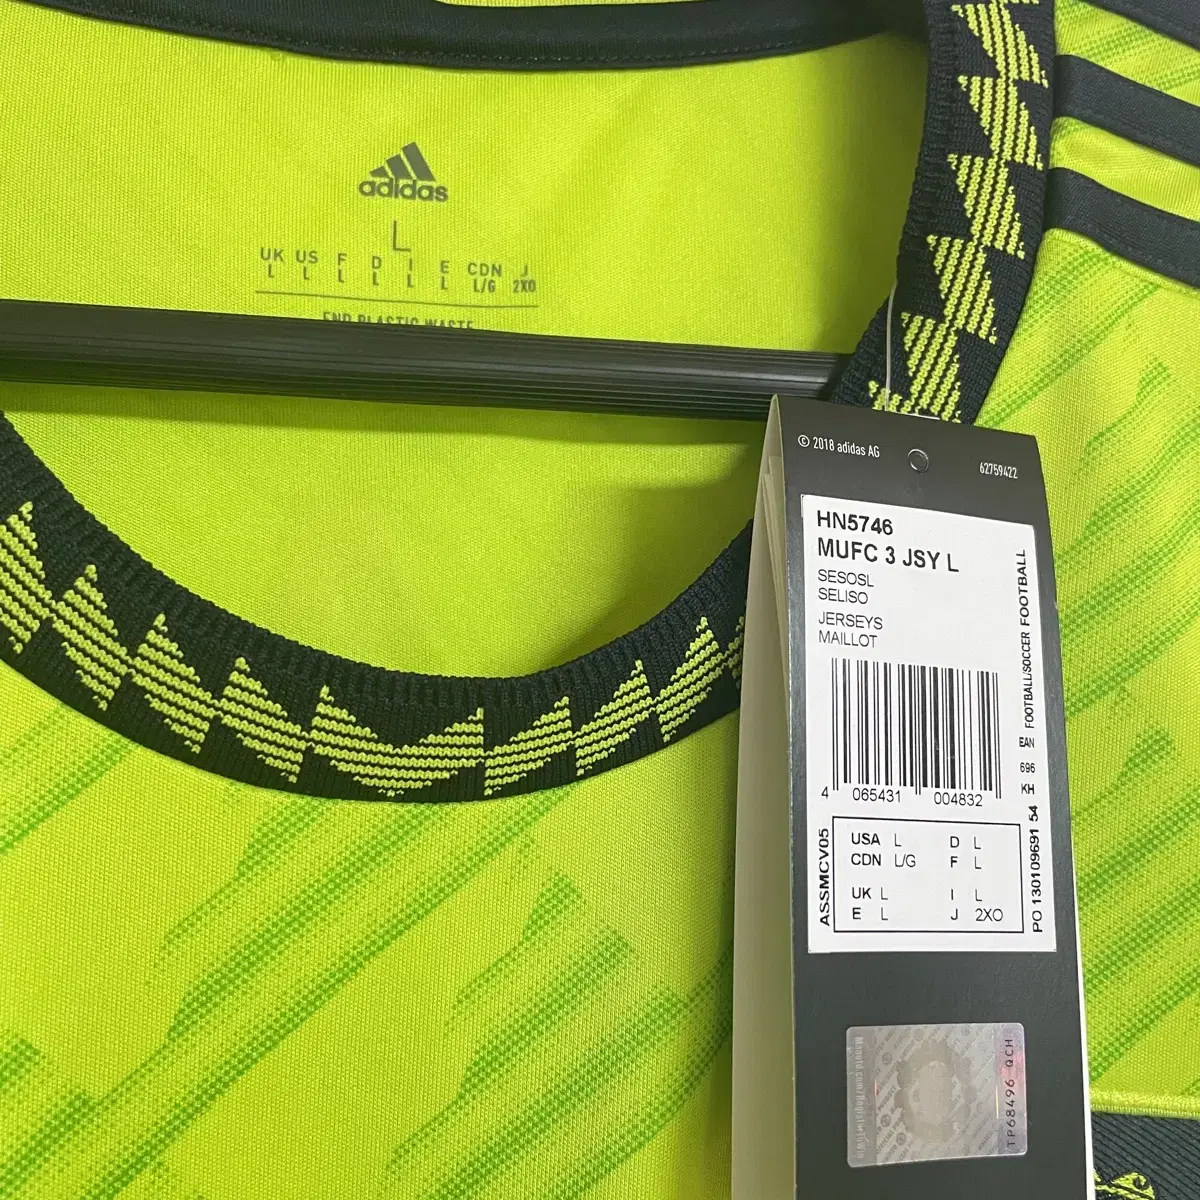 adidas
L
UK US F D I E CDN J
L L L L L L L/G 2XO
END PLASTIC WASTE
© 2018 adidas AG
62759422
HN5746
MUFC 3 JSY L
SESOSL
SELISO
JERSEYS
MAILLOT
FOOTBALL/SOCCER FOOTBALL
EAN
696
KH
4 065431 004832
ASSMCV05
USA L D L
CDN L/G F L
UK L I L
E L J 2XO
PO 130109691 54
TP68496 QCH